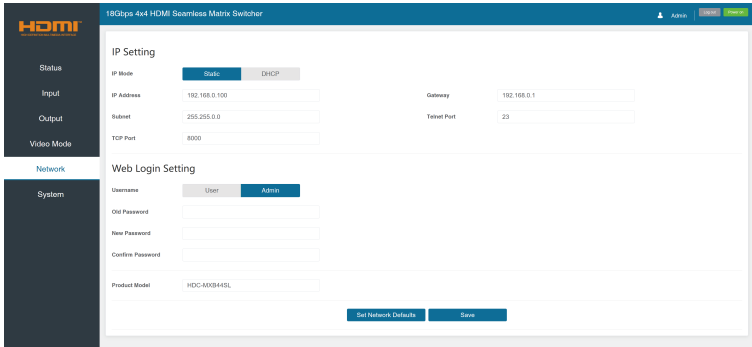 HDMI
18Gbps 4x4 HDMI Seamless Matrix Switcher
Admin
Log out
Power on
Status
Input
Output
Video Mode
Network
System
IP Setting
IP Mode Static DHCP
IP Address 192.168.0.100 Gateway 192.168.0.1
Subnet 255.255.0.0 Telnet Port 23
TCP Port 8000
Web Login Setting
Username User Admin
Old Password
New Password
Confirm Password
Product Model HDC-MXB44SL
Set Network Defaults Save